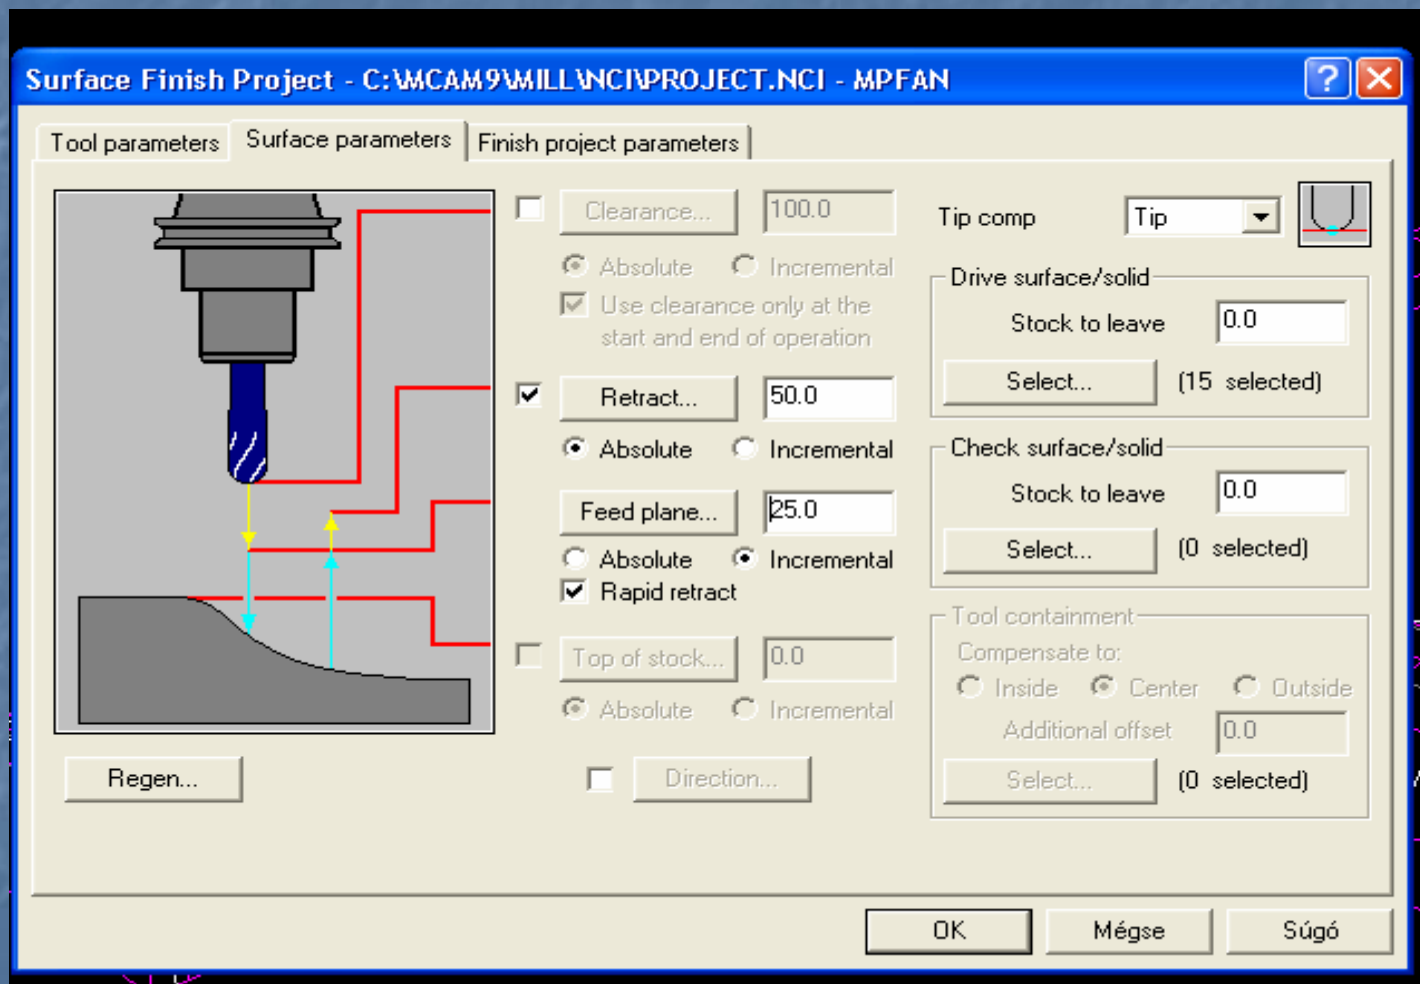 Surface Finish Project - C:\MCAM9\MILL\NCI\PROJECT.NCI - MPFAN
Tool parameters
Surface parameters
Finish project parameters
Clearance...
100.0
Absolute
Incremental
Use clearance only at the
start and end of operation
Retract...
50.0
Absolute
Incremental
Feed plane...
25.0
Absolute
Incremental
Rapid retract
Top of stock...
0.0
Absolute
Incremental
Regen...
Direction...
Tip comp
Tip
Drive surface/solid
Stock to leave
0.0
Select...
(15 selected)
Check surface/solid
Stock to leave
0.0
Select...
(0 selected)
Tool containment
Compensate to:
Inside
Center
Outside
Additional offset
0.0
Select...
(0 selected)
OK
Mégse
Súgó